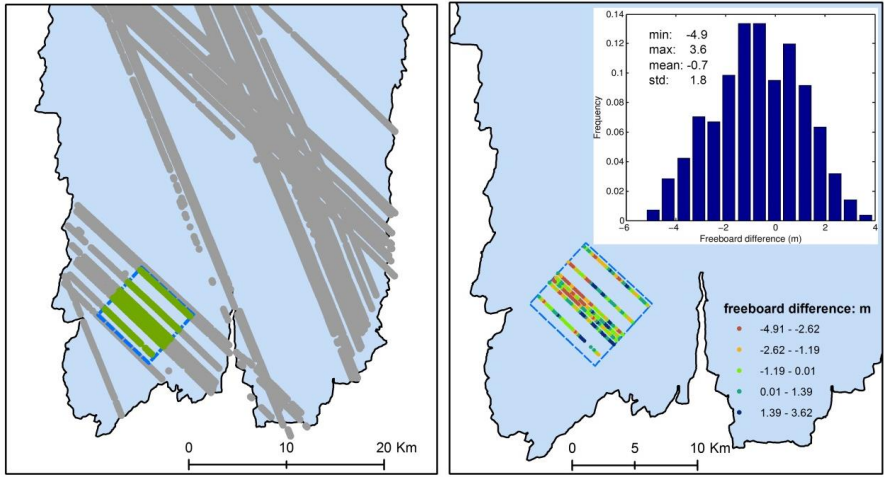 0 10 20 Km
min: -4.9
max: 3.6
mean: -0.7
std: 1.8
Frequency
0.14
0.12
0.1
0.08
0.06
0.04
0.02
0
−6 −4 −2 0 2 4
Freeboard difference (m)
freeboard difference: m
-4.91 - -2.62
-2.62 - -1.19
-1.19 - 0.01
0.01 - 1.39
1.39 - 3.62
0 5 10 Km